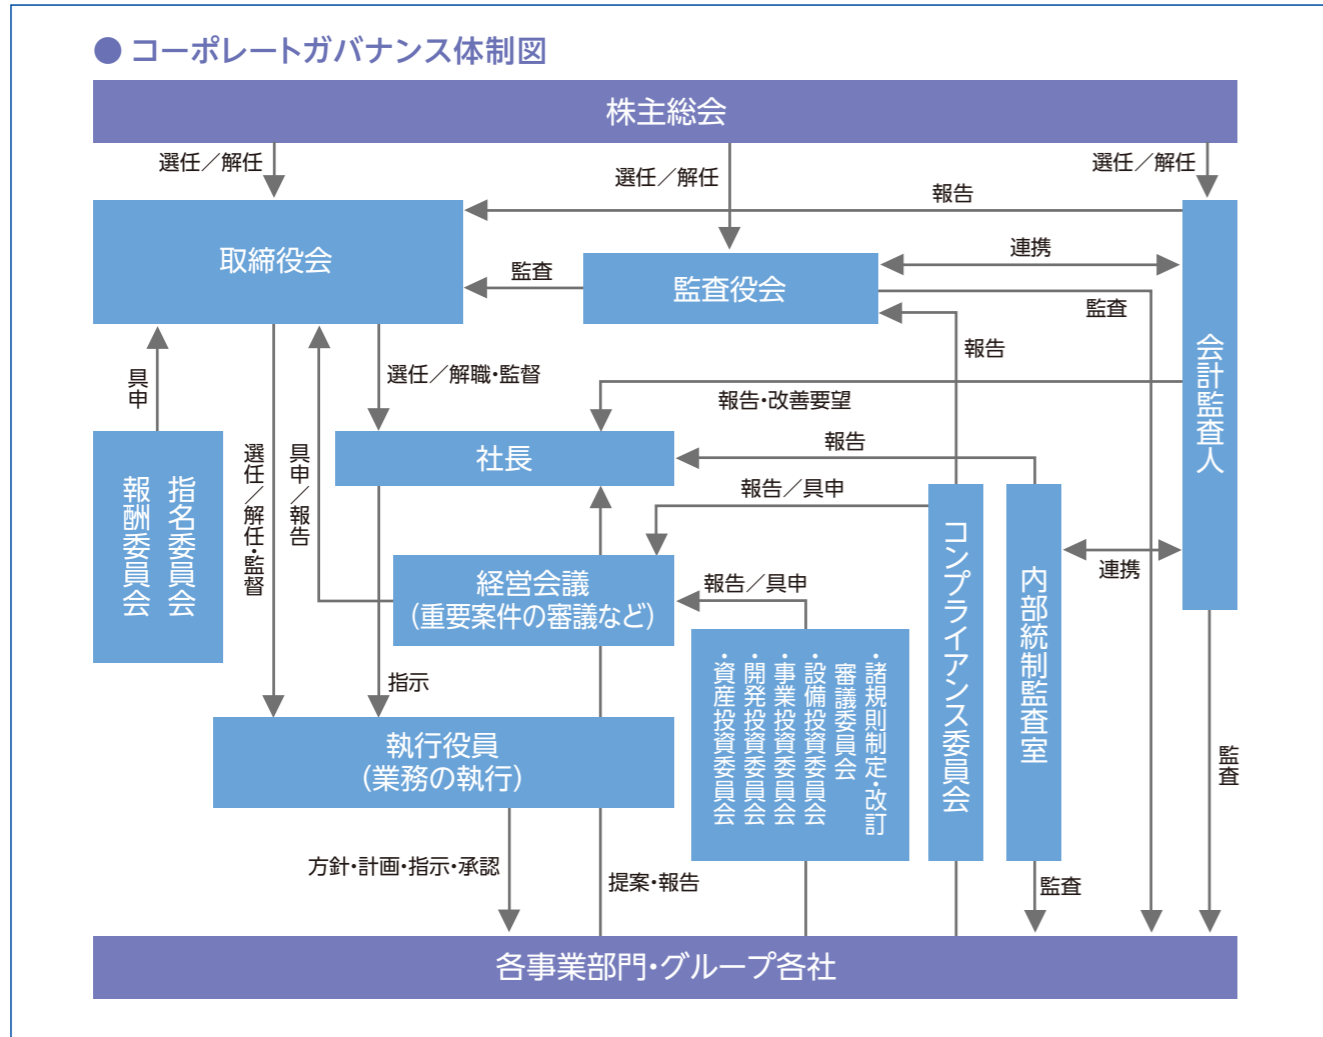 ● コーポレートガバナンス体制図
株主総会
選任／解任
選任／解任
選任／解任
報告
取締役会
連携
監査
監査役会
監査
会計監査人
報告
具申
選任／解職・監督
報告・改善要望
報告
社長
選任／解任・監督
具申／報告
指名委員会
報酬委員会
報告／具申
経営会議
（重要案件の審議など）
報告／具申
コンプライアンス委員会
内部統制監査室
連携
指示
・諸規則制定・改訂
審議委員会
・設備投資委員会
・事業投資委員会
・開発投資委員会
・資産投資委員会
執行役員
（業務の執行）
監査
方針・計画・指示・承認
提案・報告
監査
各事業部門・グループ各社